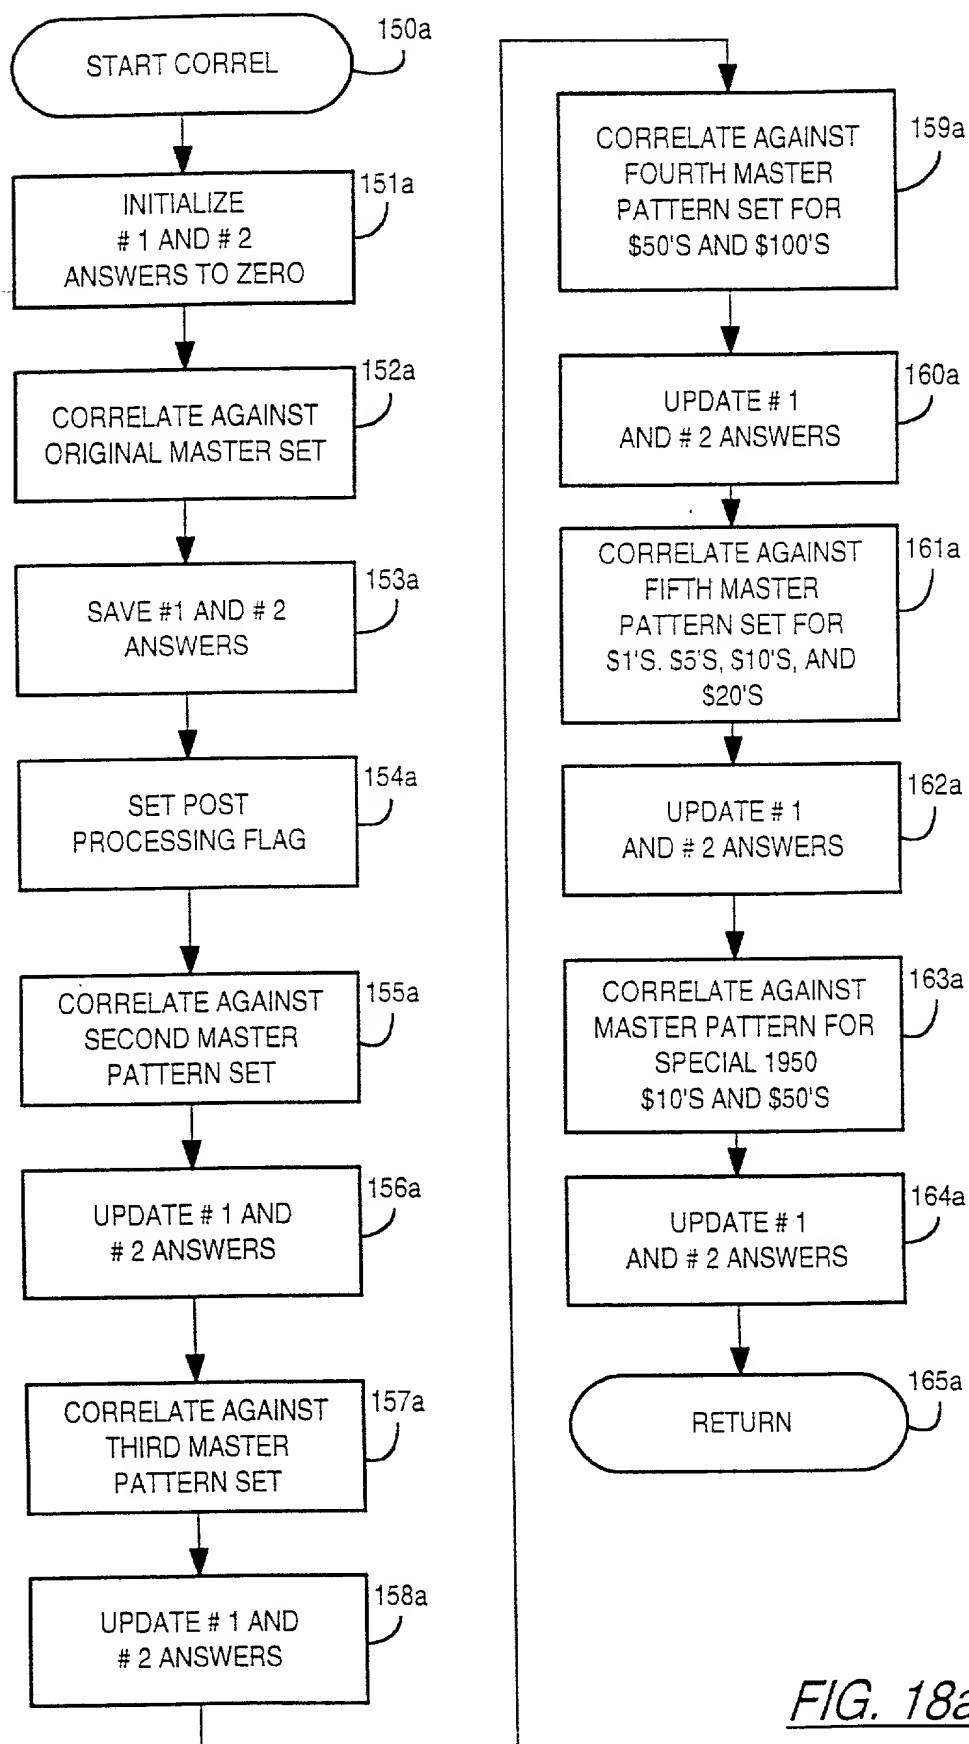 START CORREL
150a
INITIALIZE
# 1 AND # 2
ANSWERS TO ZERO
151a
CORRELATE AGAINST
ORIGINAL MASTER SET
152a
SAVE #1 AND # 2
ANSWERS
153a
SET POST
PROCESSING FLAG
154a
CORRELATE AGAINST
SECOND MASTER
PATTERN SET
155a
UPDATE # 1 AND
# 2 ANSWERS
156a
CORRELATE AGAINST
THIRD MASTER
PATTERN SET
157a
UPDATE # 1 AND
# 2 ANSWERS
158a
CORRELATE AGAINST
FOURTH MASTER
PATTERN SET FOR
$50'S AND $100'S
159a
UPDATE # 1
AND # 2 ANSWERS
160a
CORRELATE AGAINST
FIFTH MASTER
PATTERN SET FOR
$1'S. $5'S, $10'S, AND
$20'S
161a
UPDATE # 1
AND # 2 ANSWERS
162a
CORRELATE AGAINST
MASTER PATTERN FOR
SPECIAL 1950
$10'S AND $50'S
163a
UPDATE # 1
AND # 2 ANSWERS
164a
RETURN
165a
FIG. 18a